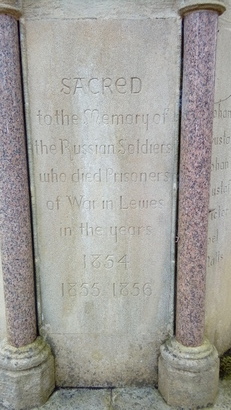 SACRED
to the Memory of
the Russian Soldiers
who died Prisoners
of War in Lewes
in the years
1854
1855 1856